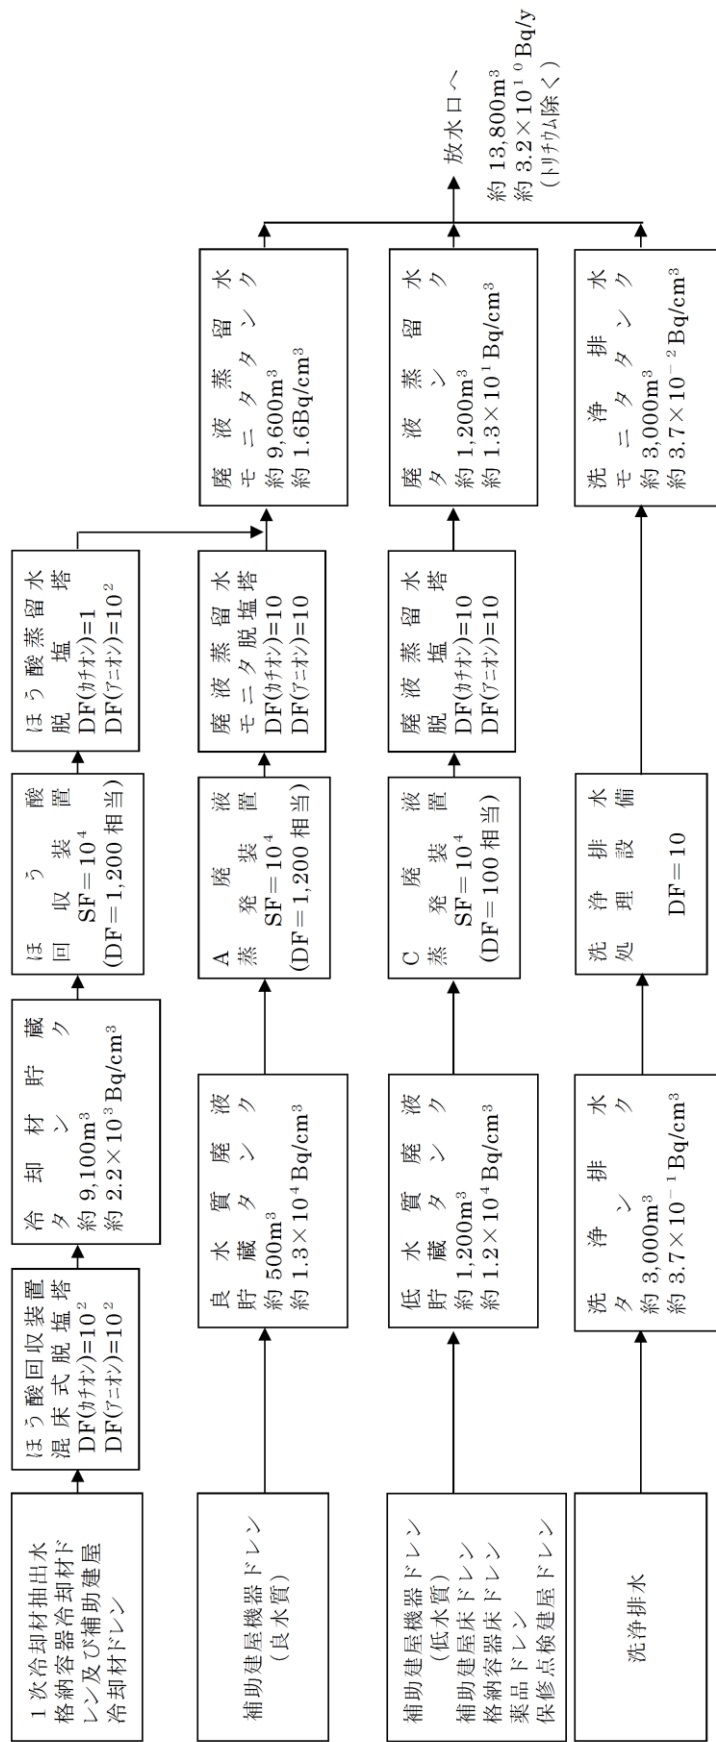 1次冷却材抽出水
格納容器冷却材ド
レン及び補助建屋
冷却材ドレン
ほう酸回収装置
混床式脱塩塔
DF(カチオン)=10²
DF(アニオン)=10²
冷却材貯蔵
タンク
約 9,100m³
約 2.2×10³Bq/cm³
ほう酸
回収装置
SF=10⁴
(DF=1,200 相当)
ほう酸蒸留水
脱塩塔
DF(カチオン)=1
DF(アニオン)=10²
補助建屋機器ドレン
(良水質)
良水質廃液
貯蔵タンク
約 500m³
約 1.3×10⁴Bq/cm³
A廃液
蒸発装置
SF=10⁴
(DF=1,200 相当)
廃液蒸留水
モニタ脱塩塔
DF(カチオン)=10
DF(アニオン)=10
廃液蒸留水
モニタタンク
約 9,600m³
約 1.6Bq/cm³
補助建屋機器ドレン
(低水質)
補助建屋床ドレン
格納容器床ドレン
薬品ドレン
保修点検建屋ドレン
低水質廃液
貯蔵タンク
約 1,200m³
約 1.2×10⁴Bq/cm³
C廃液
蒸発装置
SF=10⁴
(DF=100 相当)
廃液蒸留水
脱塩塔
DF(カチオン)=10
DF(アニオン)=10
廃液蒸留水
タンク
約 1,200m³
約 1.3×10¹Bq/cm³
洗浄排水
洗浄排水
タンク
約 3,000m³
約 3.7×10⁻¹Bq/cm³
洗浄排水
処理設備
DF=10
洗浄排水
モニタタンク
約 3,000m³
約 3.7×10⁻²Bq/cm³
放水口へ
約 13,800m³
約 3.2×10¹⁰Bq/y
(トリチウム除く)